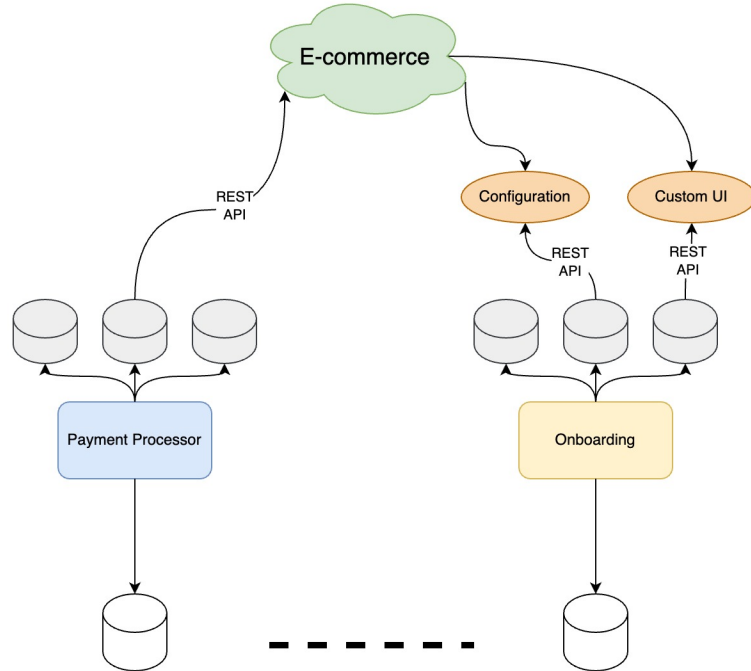 E-commerce
Configuration
Custom UI
REST
API
REST
API
REST
API
Payment Processor
Onboarding